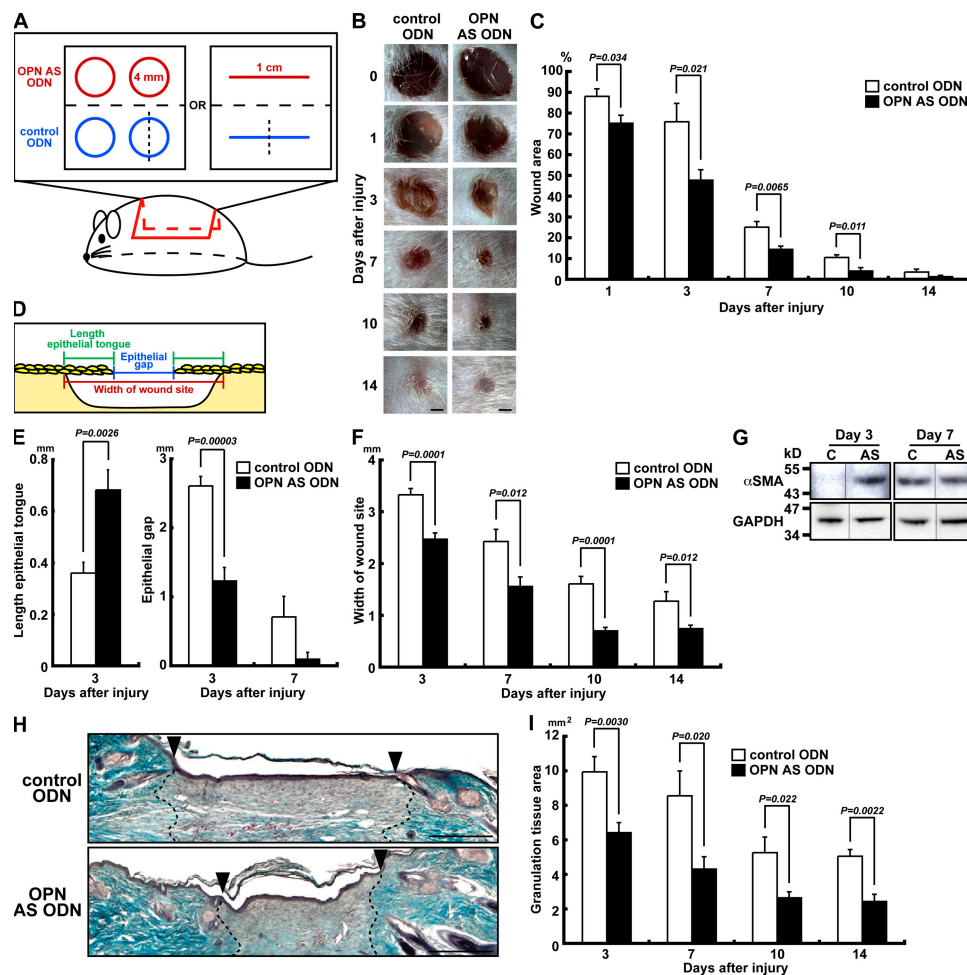 A
OPN AS
ODN
4 mm
control
ODN
OR
1 cm
B
control
ODN
OPN
AS ODN
Days after injury
0
1
3
7
10
14
C
%
Wound area
100
90
80
70
60
50
40
30
20
10
0
P=0.034
P=0.021
P=0.0065
P=0.011
control ODN
OPN AS ODN
1
3
7
10
14
Days after injury
D
Length
epithelial tongue
Epithelial
gap
Width of wound site
E
mm
Length epithelial tongue
0.8
0.6
0.4
0.2
0
P=0.0026
3
Days after injury
mm
Epithelial gap
3
2
1
0
P=0.00003
control ODN
OPN AS ODN
3
7
Days after injury
F
mm
Width of wound site
4
3
2
1
0
P=0.0001
P=0.012
P=0.0001
P=0.012
control ODN
OPN AS ODN
3
7
10
14
Days after injury
G
Day 3
Day 7
kD
C
AS
C
AS
55
αSMA
43
47
GAPDH
34
H
control
ODN
OPN
AS ODN
I
mm²
Granulation tissue area
12
10
8
6
4
2
0
P=0.0030
P=0.020
P=0.022
P=0.0022
control ODN
OPN AS ODN
3
7
10
14
Days after injury